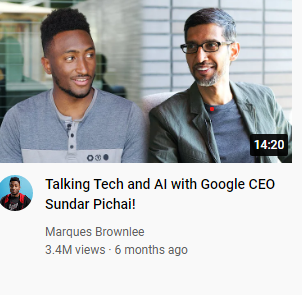 14:20
Talking Tech and AI with Google CEO
Sundar Pichai!
Marques Brownlee
3.4M views · 6 months ago